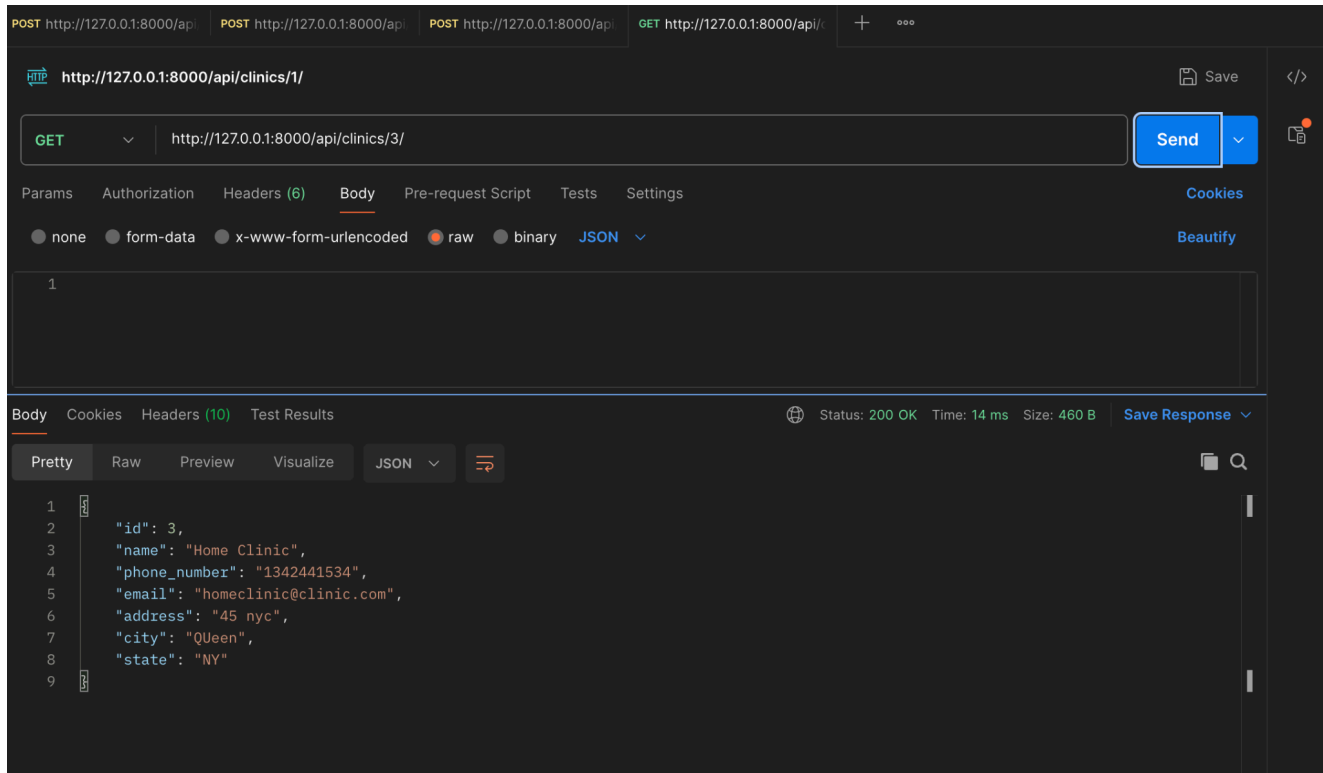 POST http://127.0.0.1:8000/api POST http://127.0.0.1:8000/api POST http://127.0.0.1:8000/api GET http://127.0.0.1:8000/api/
HTTP http://127.0.0.1:8000/api/clinics/1/ Save </>
GET http://127.0.0.1:8000/api/clinics/3/ Send
Params Authorization Headers (6) Body Pre-request Script Tests Settings Cookies
none form-data x-www-form-urlencoded raw binary JSON Beautify
1
Body Cookies Headers (10) Test Results Status: 200 OK Time: 14 ms Size: 460 B Save Response
Pretty Raw Preview Visualize JSON
1 {
2 "id": 3,
3 "name": "Home Clinic",
4 "phone_number": "1342441534",
5 "email": "homeclinic@clinic.com",
6 "address": "45 nyc",
7 "city": "QUeen",
8 "state": "NY"
9 }